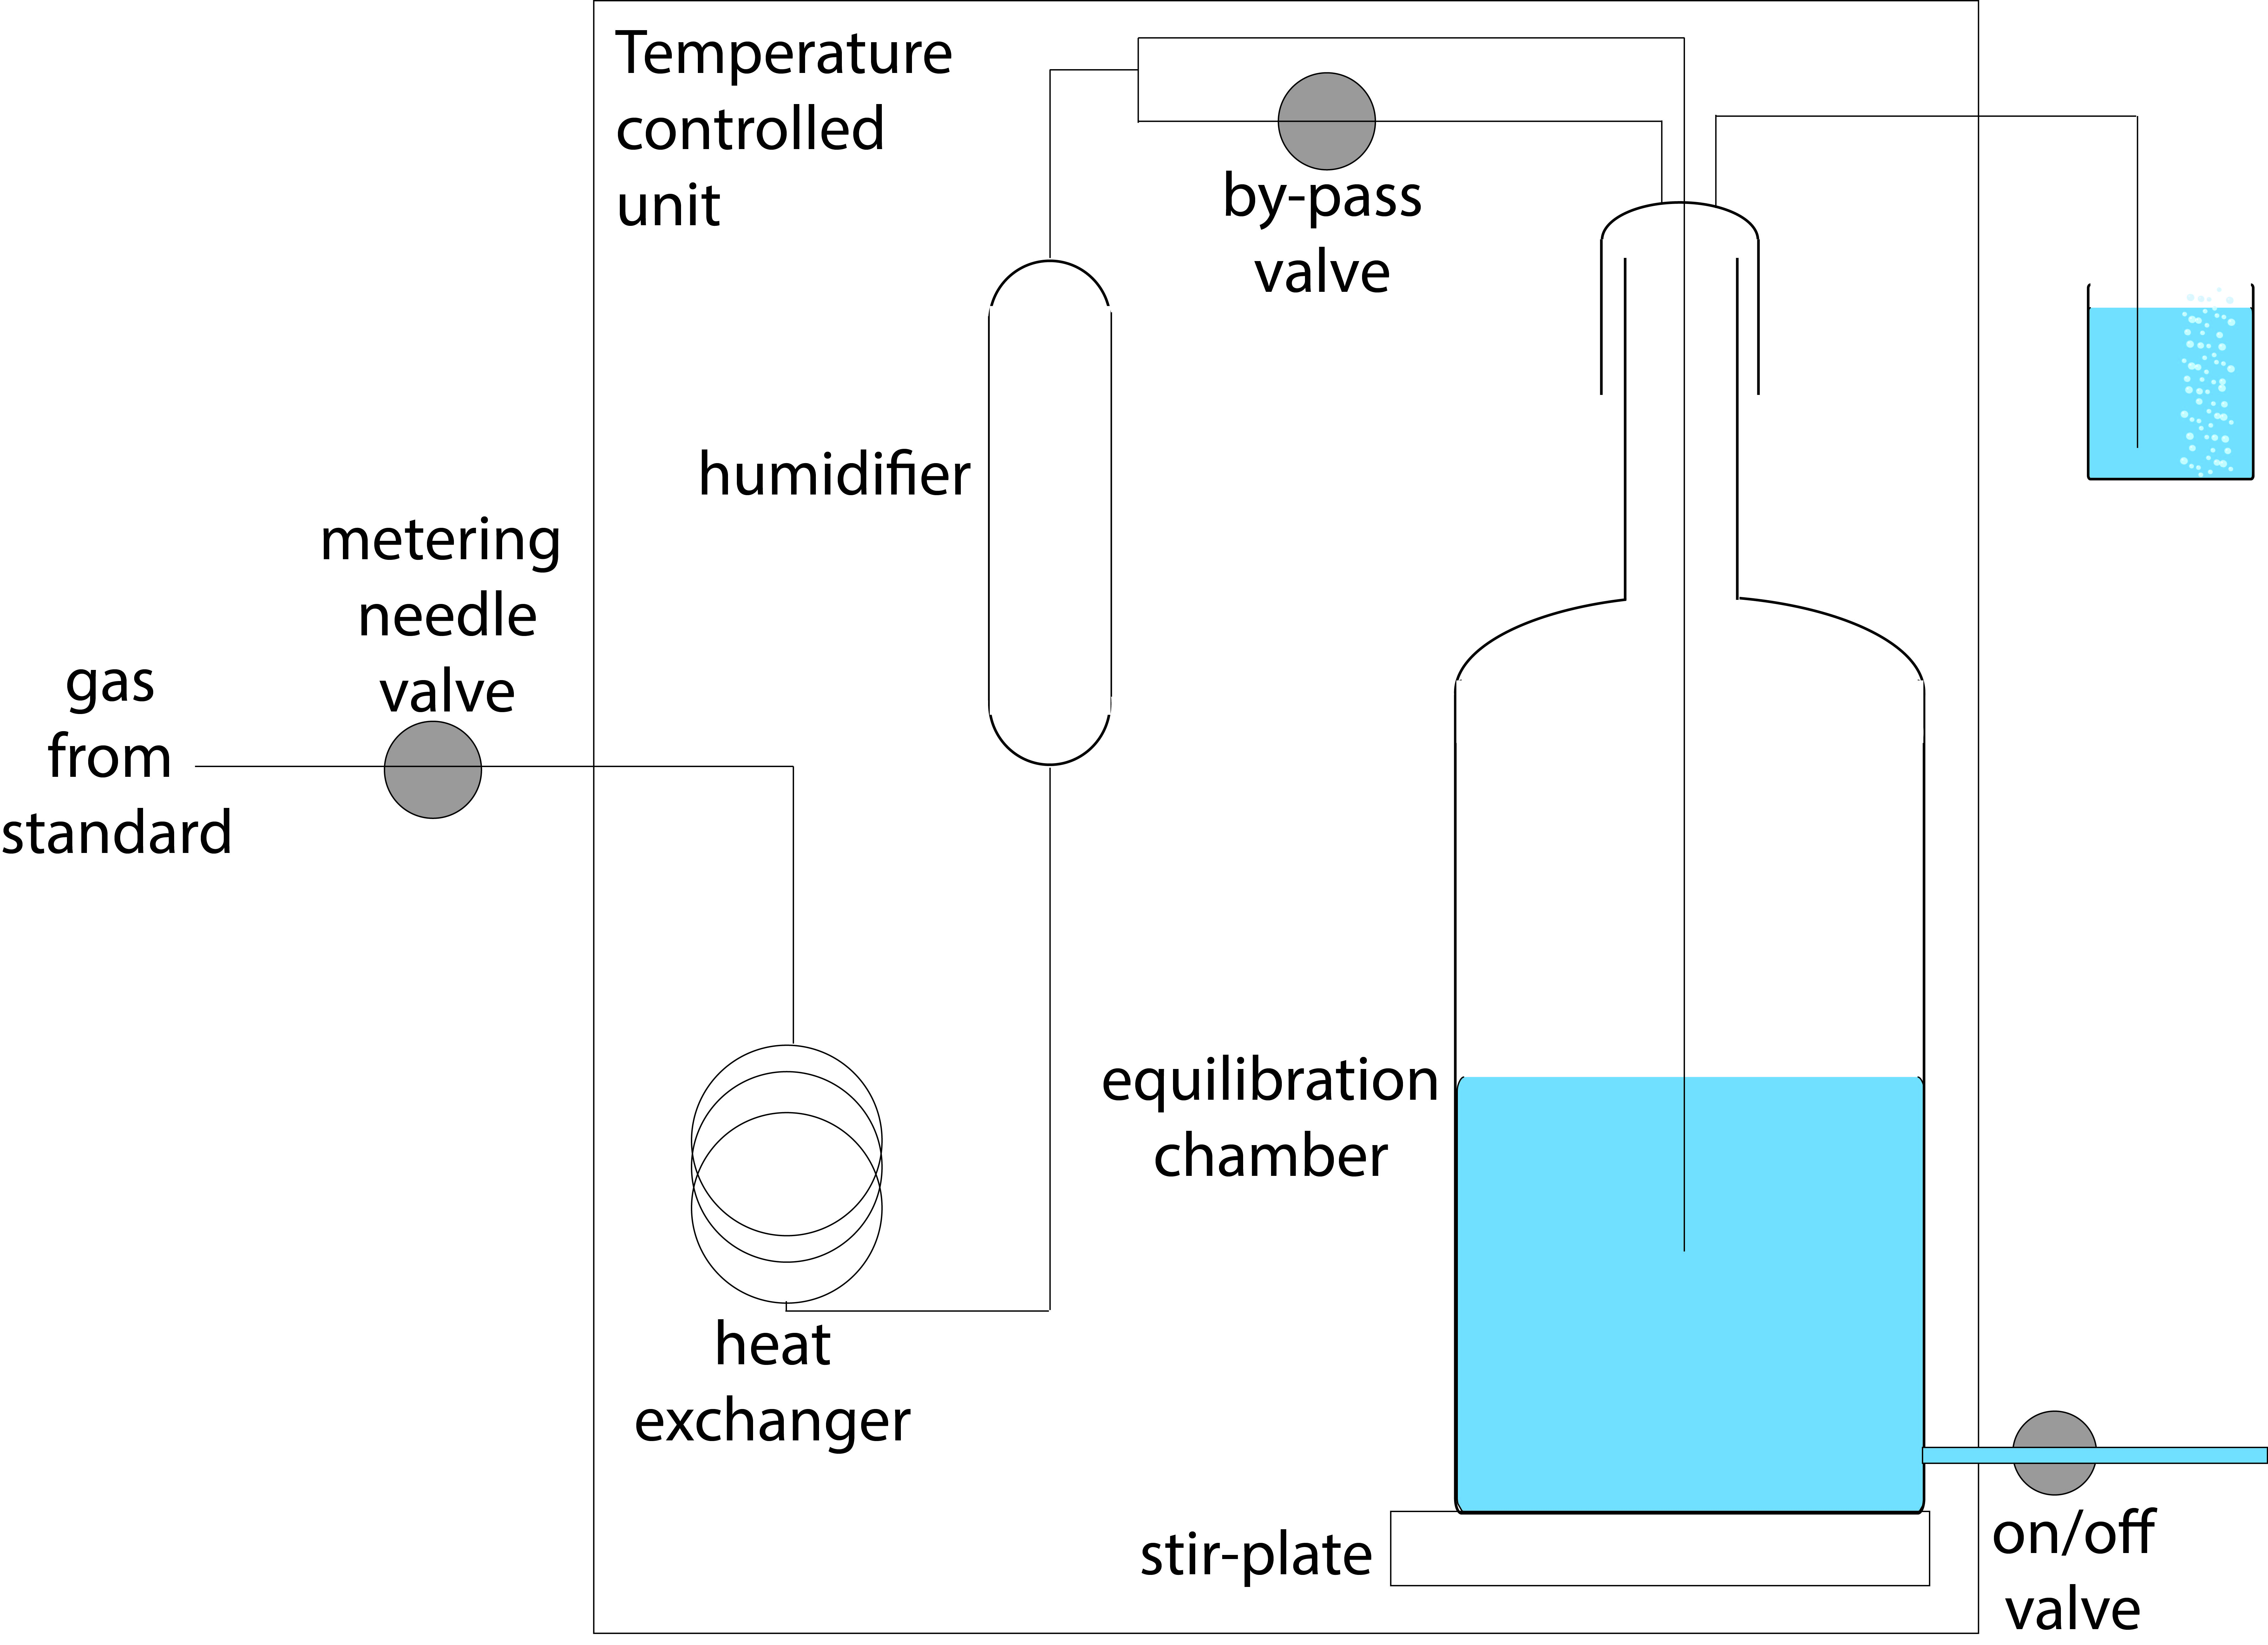 Temperature
controlled
unit
by-pass
valve
humidifier
metering
needle
valve
gas
from
standard
equilibration
chamber
heat
exchanger
stir-plate
on/off
valve